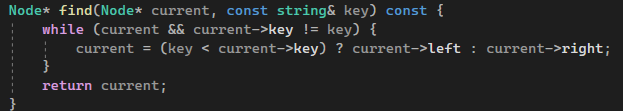 Node* find(Node* current, const string& key) const {
    while (current && current->key != key) {
        current = (key < current->key) ? current->left : current->right;
    }
    return current;
}